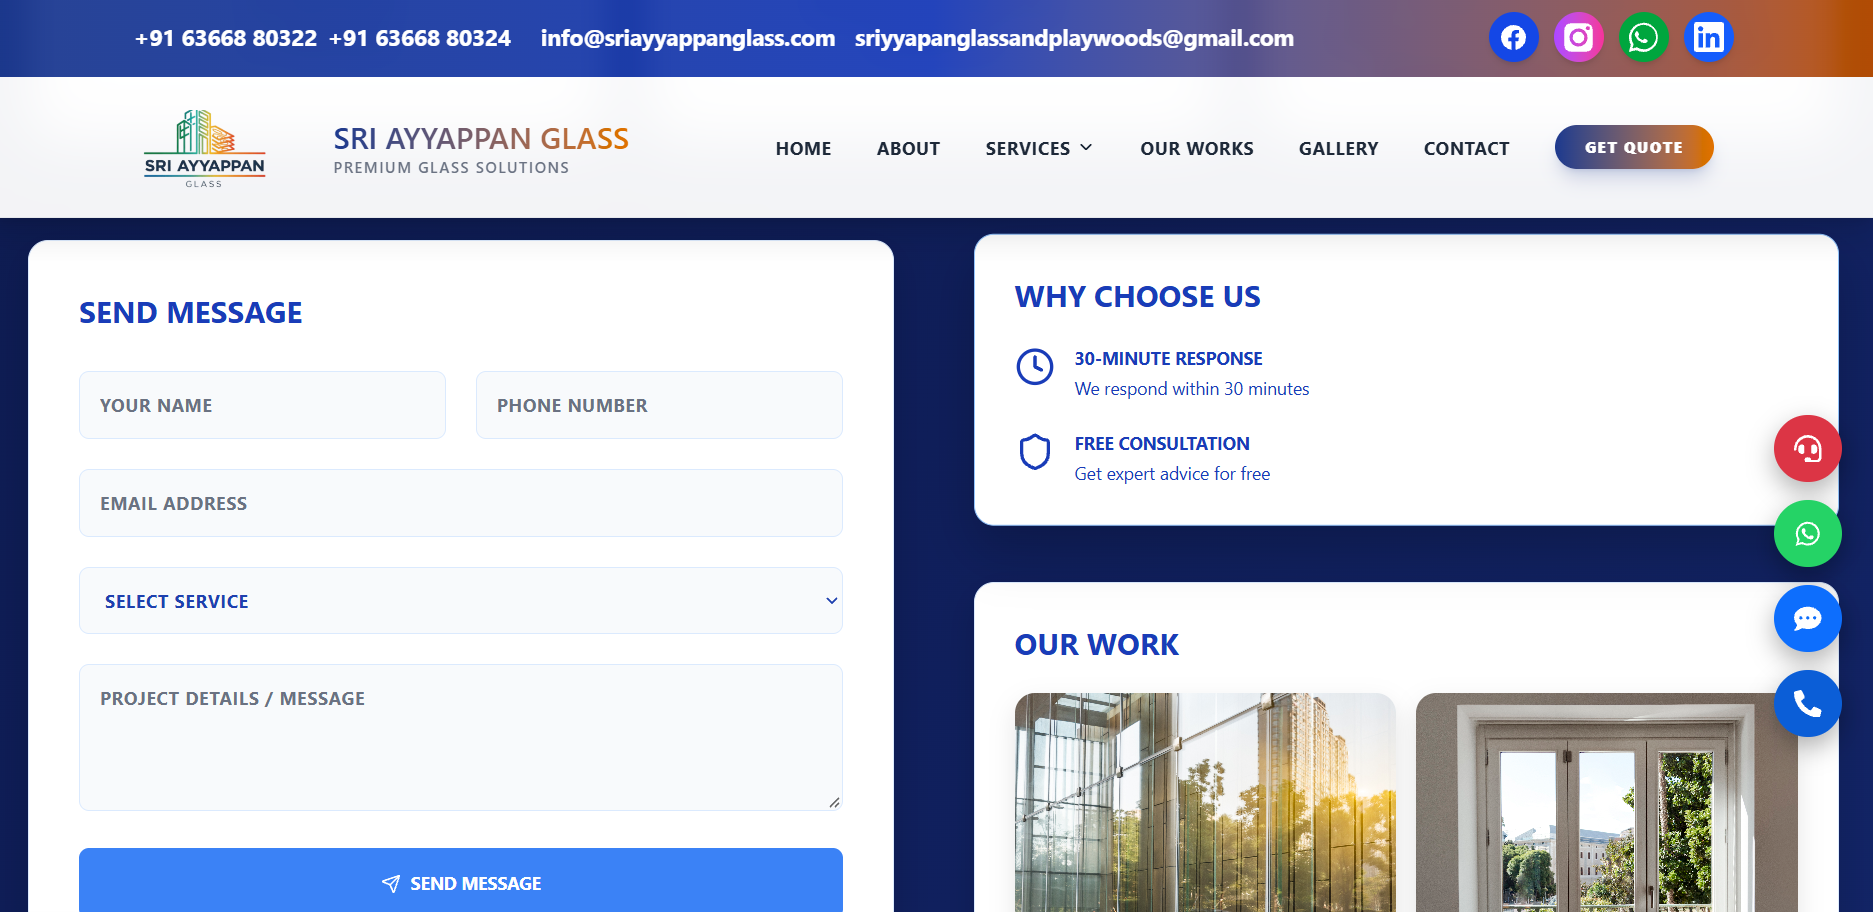 +91 63668 80322 +91 63668 80324 info@sriayyappanglass.com sriyyapanglassandplaywoods@gmail.com
SRI AYYAPPAN
GLASS
SRI AYYAPPAN GLASS
PREMIUM GLASS SOLUTIONS
HOME ABOUT SERVICES OUR WORKS GALLERY CONTACT GET QUOTE
SEND MESSAGE
YOUR NAME PHONE NUMBER
EMAIL ADDRESS
SELECT SERVICE
PROJECT DETAILS / MESSAGE
SEND MESSAGE
WHY CHOOSE US
30-MINUTE RESPONSE
We respond within 30 minutes
FREE CONSULTATION
Get expert advice for free
OUR WORK